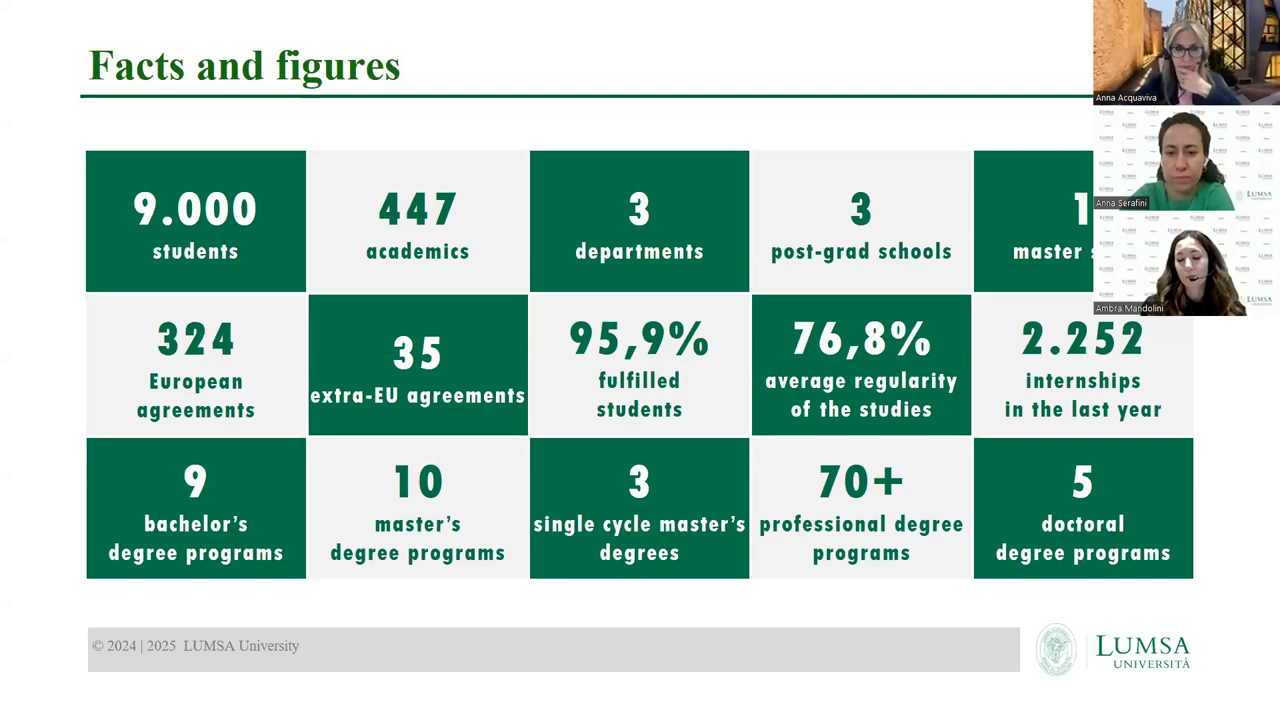 Facts and figures
9.000
students
447
academics
3
departments
3
post-grad schools
1
master
324
European
agreements
35
extra-EU agreements
95,9%
fulfilled
students
76,8%
average regularity
of the studies
2.252
internships
in the last year
9
bachelor’s
degree programs
10
master’s
degree programs
3
single cycle master’s
degrees
70+
professional degree
programs
5
doctoral
degree programs
© 2024 | 2025 LUMSA University
LUMSA
UNIVERSITÀ
Anna Acquaviva
Anna Serafini
LUMSA
Ambra Mandolini
LUMSA